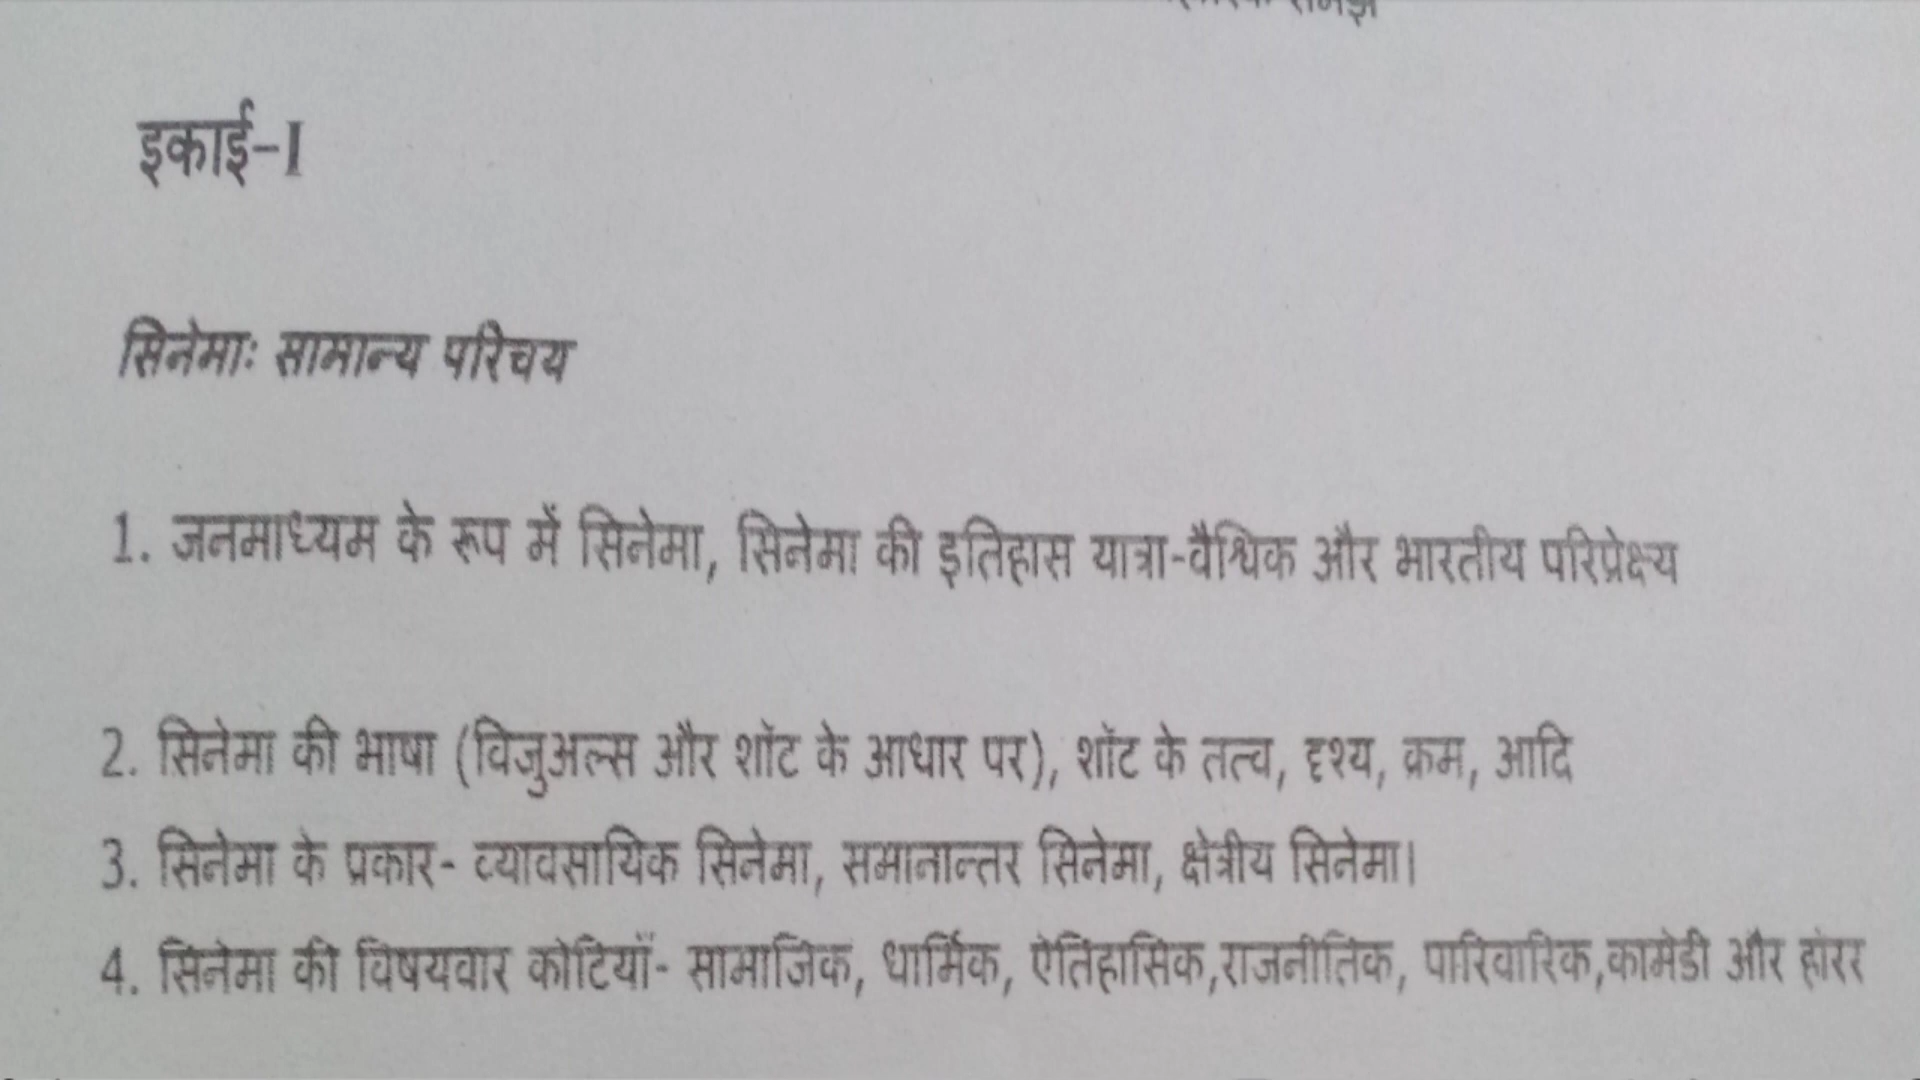 इकाई-I
सिनेमाः सामान्य परिचय
1. जनमाध्यम के रूप में सिनेमा, सिनेमा की इतिहास यात्रा-वैश्विक और भारतीय परिप्रेक्ष्य
2. सिनेमा की भाषा (विजुअल्स और शॉट के आधार पर), शॉट के तत्व, दृश्य, क्रम, आदि
3. सिनेमा के प्रकार- व्यावसायिक सिनेमा, समानान्तर सिनेमा, क्षेत्रीय सिनेमा।
4. सिनेमा की विषयवार कोटियाँ- सामाजिक, धार्मिक, ऐतिहासिक,राजनीतिक, पारिवारिक,कामेडी और हॉरर